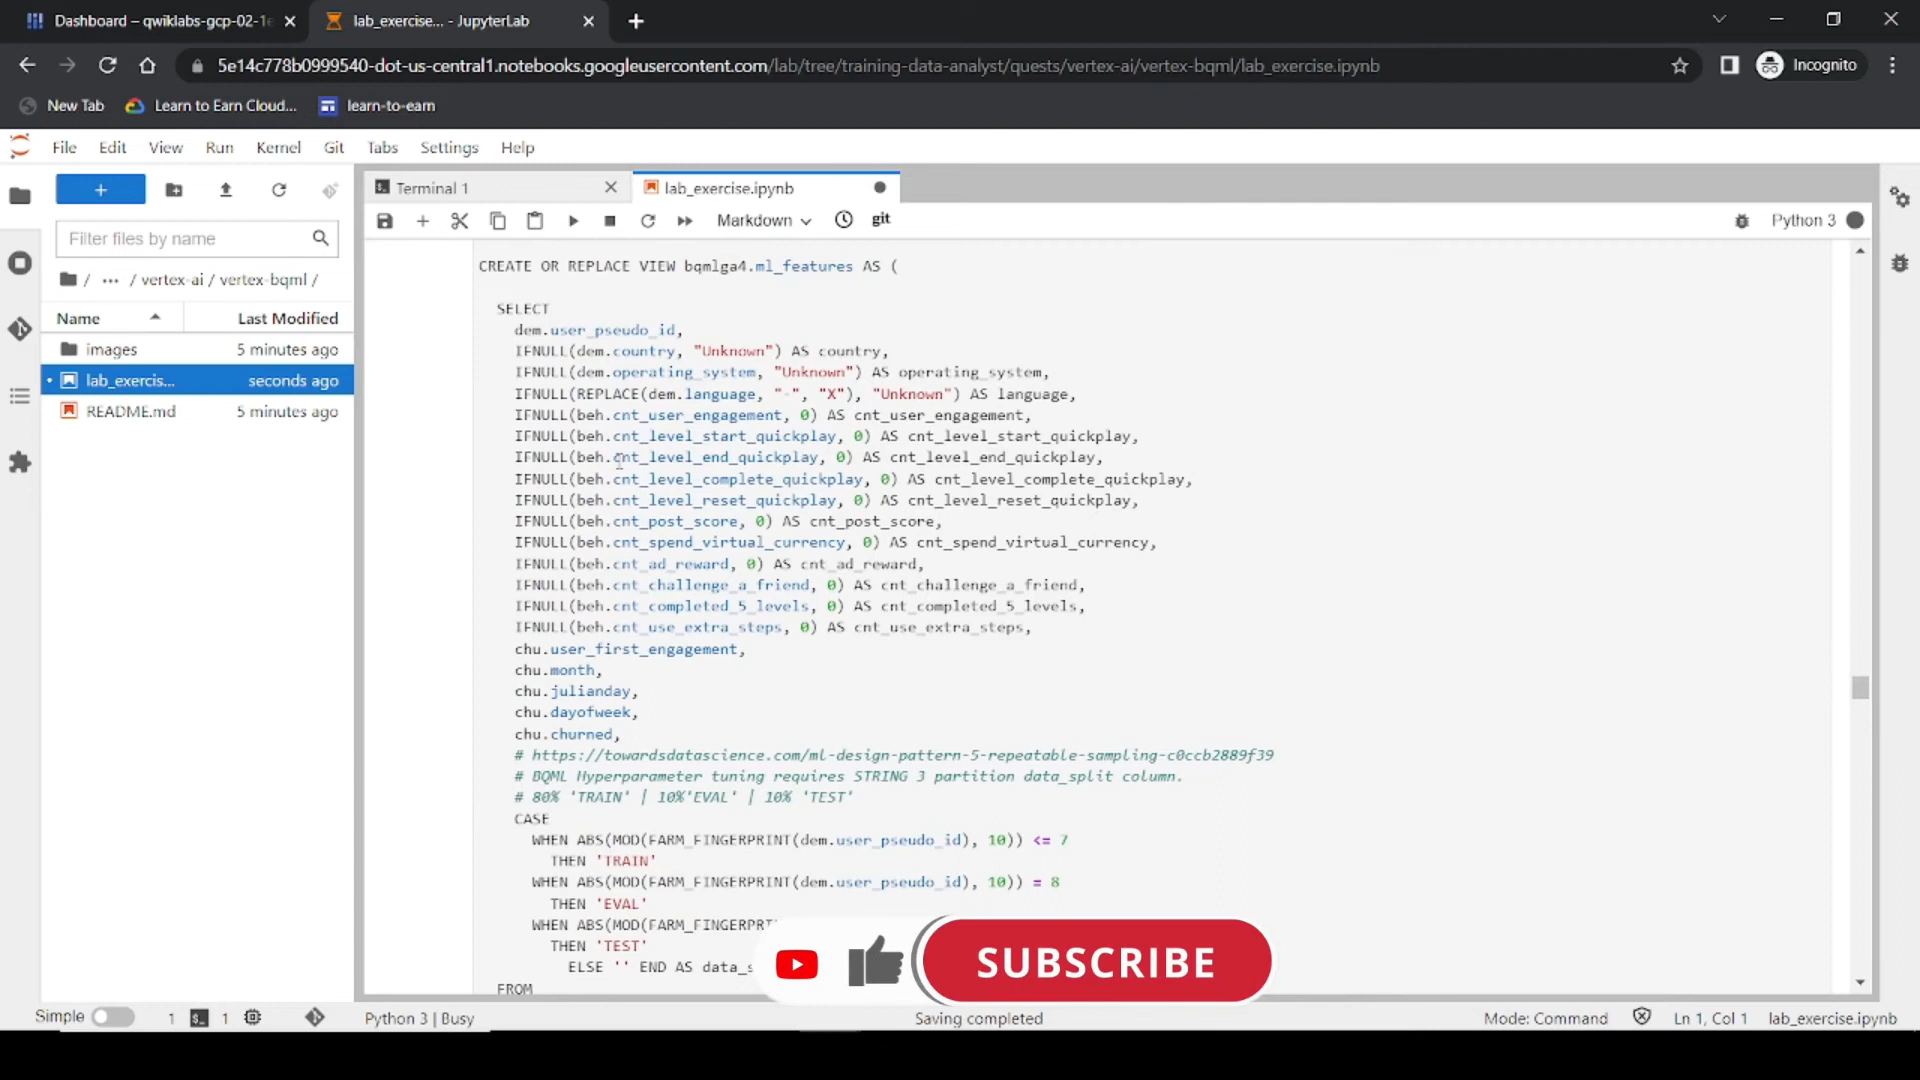 Dashboard – qwiklabs-gcp-02-1e
lab_exercise... - JupyterLab
5e14c778b0999540-dot-us-central1.notebooks.googleusercontent.com/lab/tree/training-data-analyst/quests/vertex-ai/vertex-bqml/lab_exercise.ipynb
Incognito
New Tab
Learn to Earn Cloud...
learn-to-earn
File Edit View Run Kernel Git Tabs Settings Help
Terminal 1
lab_exercise.ipynb
Markdown
git
Python 3
Filter files by name
/ ... / vertex-ai / vertex-bqml /
Name Last Modified
images 5 minutes ago
lab_exercis... seconds ago
README.md 5 minutes ago
CREATE OR REPLACE VIEW bqmlga4.ml_features AS (
SELECT
dem.user_pseudo_id,
IFNULL(dem.country, "Unknown") AS country,
IFNULL(dem.operating_system, "Unknown") AS operating_system,
IFNULL(REPLACE(dem.language, "-", "X"), "Unknown") AS language,
IFNULL(beh.cnt_user_engagement, 0) AS cnt_user_engagement,
IFNULL(beh.cnt_level_start_quickplay, 0) AS cnt_level_start_quickplay,
IFNULL(beh.cnt_level_end_quickplay, 0) AS cnt_level_end_quickplay,
IFNULL(beh.cnt_level_complete_quickplay, 0) AS cnt_level_complete_quickplay,
IFNULL(beh.cnt_level_reset_quickplay, 0) AS cnt_level_reset_quickplay,
IFNULL(beh.cnt_post_score, 0) AS cnt_post_score,
IFNULL(beh.cnt_spend_virtual_currency, 0) AS cnt_spend_virtual_currency,
IFNULL(beh.cnt_ad_reward, 0) AS cnt_ad_reward,
IFNULL(beh.cnt_challenge_a_friend, 0) AS cnt_challenge_a_friend,
IFNULL(beh.cnt_completed_5_levels, 0) AS cnt_completed_5_levels,
IFNULL(beh.cnt_use_extra_steps, 0) AS cnt_use_extra_steps,
chu.user_first_engagement,
chu.month,
chu.julianday,
chu.dayofweek,
chu.churned,
# https://towardsdatascience.com/ml-design-pattern-5-repeatable-sampling-c0ccb2889f39
# BQML Hyperparameter tuning requires STRING 3 partition data_split column.
# 80% 'TRAIN' | 10%'EVAL' | 10% 'TEST'
CASE
WHEN ABS(MOD(FARM_FINGERPRINT(dem.user_pseudo_id), 10)) <= 7
THEN 'TRAIN'
WHEN ABS(MOD(FARM_FINGERPRINT(dem.user_pseudo_id), 10)) = 8
THEN 'EVAL'
WHEN ABS(MOD(FARM_FINGERPRI
THEN 'TEST'
ELSE '' END AS data_s
FROM
SUBSCRIBE
Simple 1 1 Python 3 | Busy Saving completed Mode: Command Ln 1, Col 1 lab_exercise.ipynb